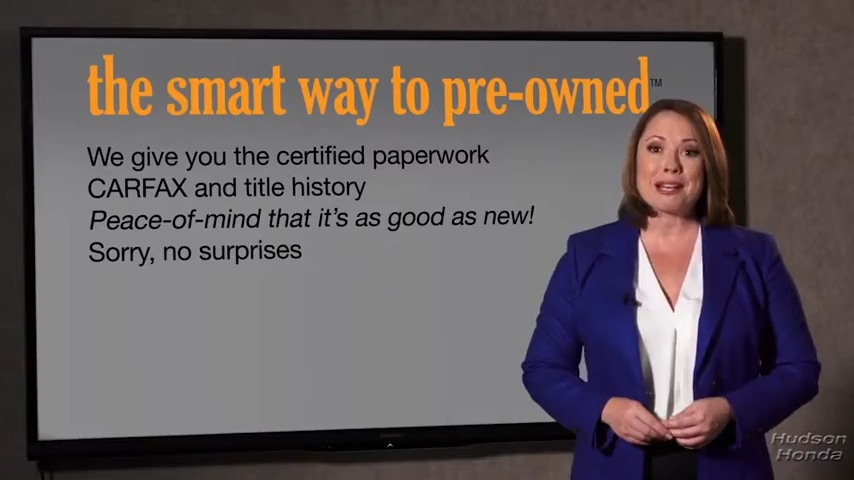 the smart way to pre-owned™
We give you the certified paperwork
CARFAX and title history
Peace-of-mind that it's as good as new!
Sorry, no surprises
Hudson
Honda